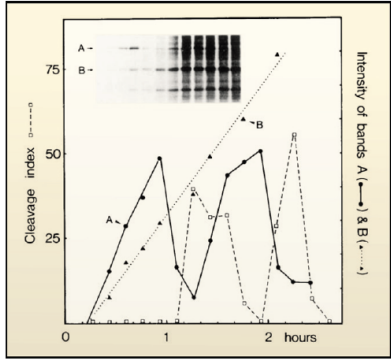 A→
B→
75
50
25
0
1
2 hours
A
B
Cleavage index □---□
Intensity of bands A (●—●) & B (▲····▲)